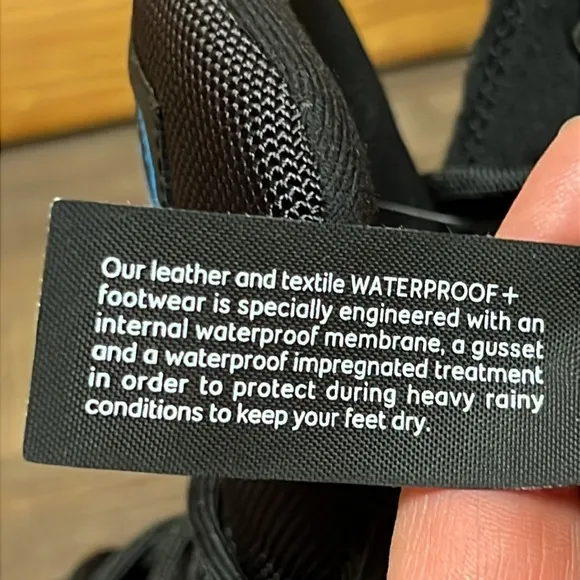 Our leather and textile WATERPROOF+
footwear is specially engineered with an
internal waterproof membrane, a gusset
and a waterproof impregnated treatment
in order to protect during heavy rainy
conditions to keep your feet dry.